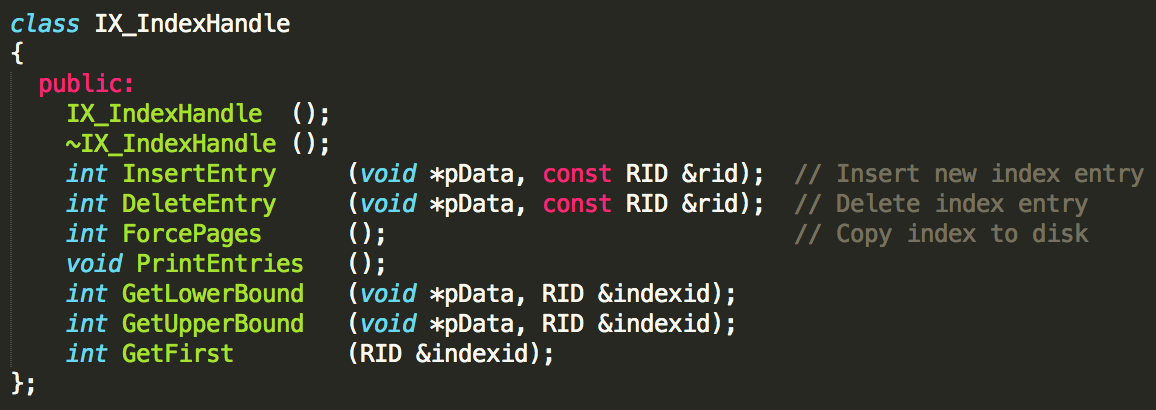 class IX_IndexHandle
{
  public:
    IX_IndexHandle  ();
    ~IX_IndexHandle ();
    int InsertEntry     (void *pData, const RID &rid);  // Insert new index entry
    int DeleteEntry     (void *pData, const RID &rid);  // Delete index entry
    int ForcePages      ();                             // Copy index to disk
    void PrintEntries   ();
    int GetLowerBound   (void *pData, RID &indexid);
    int GetUpperBound   (void *pData, RID &indexid);
    int GetFirst        (RID &indexid);
};